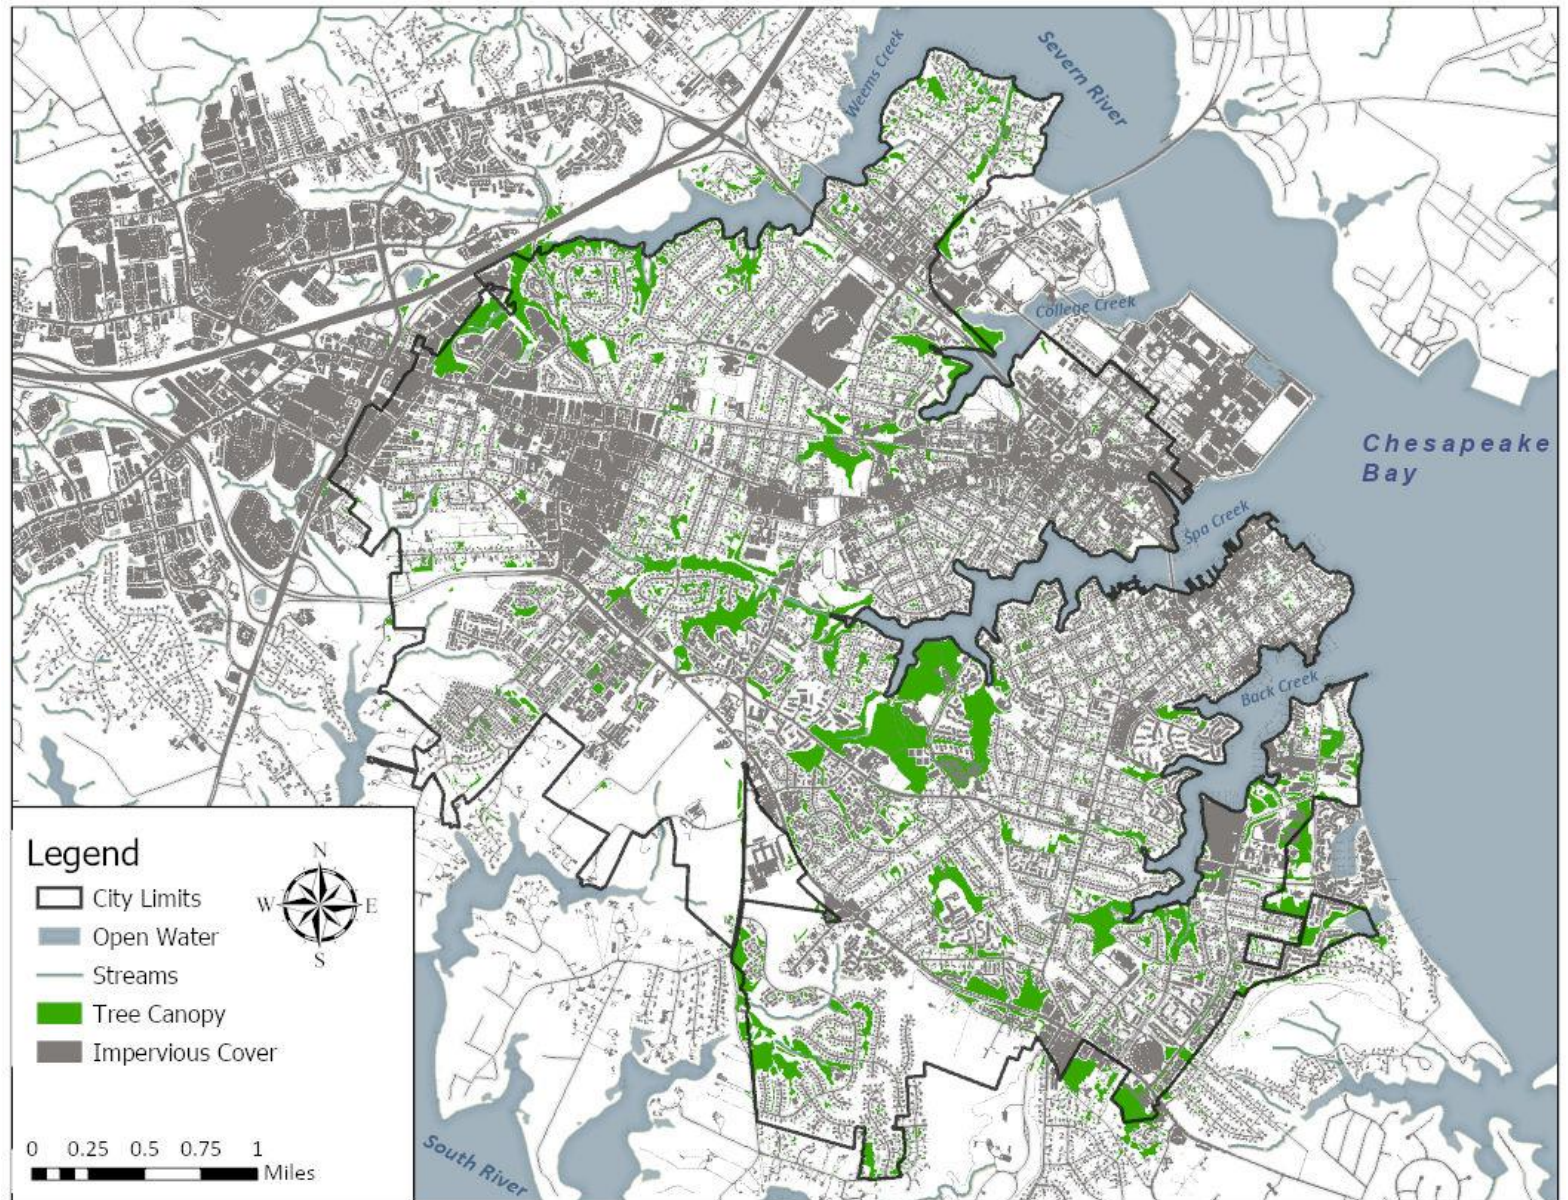 Weems Creek
Severn River
College Creek
Chesapeake
Bay
Spa Creek
Back Creek
Legend
City Limits
Open Water
Streams
Tree Canopy
Impervious Cover
N
W
E
S
0 0.25 0.5 0.75 1
Miles
South River